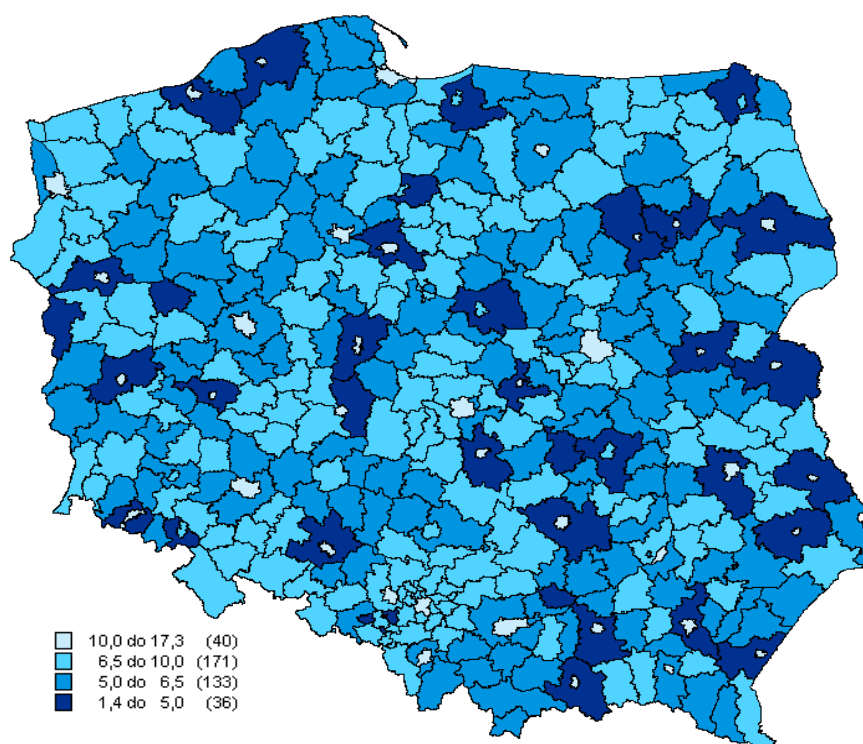 10,0 do 17,3 (40)
6,5 do 10,0 (171)
5,0 do 6,5 (133)
1,4 do 5,0 (36)